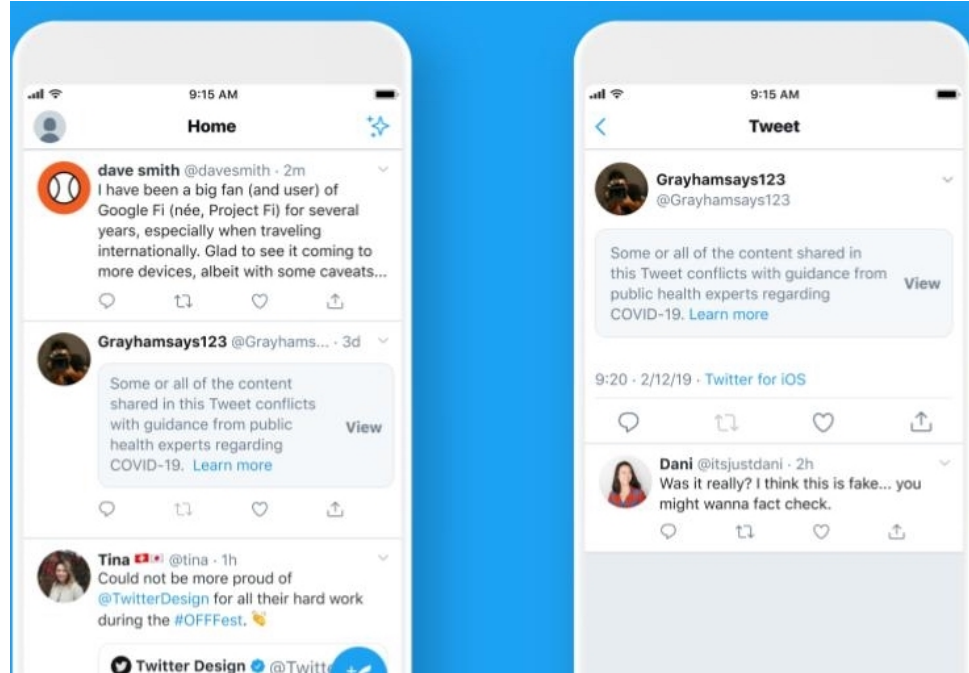 9:15 AM
Home
dave smith @davesmith · 2m
I have been a big fan (and user) of
Google Fi (née, Project Fi) for several
years, especially when traveling
internationally. Glad to see it coming to
more devices, albeit with some caveats...
Grayhamsays123 @Grayhams... · 3d
Some or all of the content
shared in this Tweet conflicts
with guidance from public
health experts regarding
COVID-19. Learn more
View
Tina @tina · 1h
Could not be more proud of
@TwitterDesign for all their hard work
during the #OFFFest. 👏
Twitter Design @Twitte
9:15 AM
Tweet
Grayhamsays123
@Grayhamsays123
Some or all of the content shared in
this Tweet conflicts with guidance from
public health experts regarding
COVID-19. Learn more
View
9:20 · 2/12/19 · Twitter for iOS
Dani @itsjustdani · 2h
Was it really? I think this is fake... you
might wanna fact check.